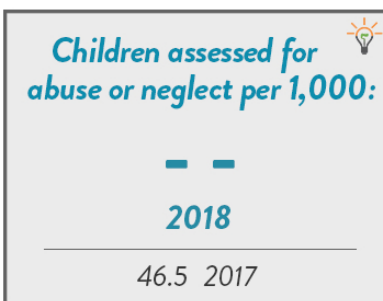 Children assessed for
abuse or neglect per 1,000:
- -
2018
46.5 2017